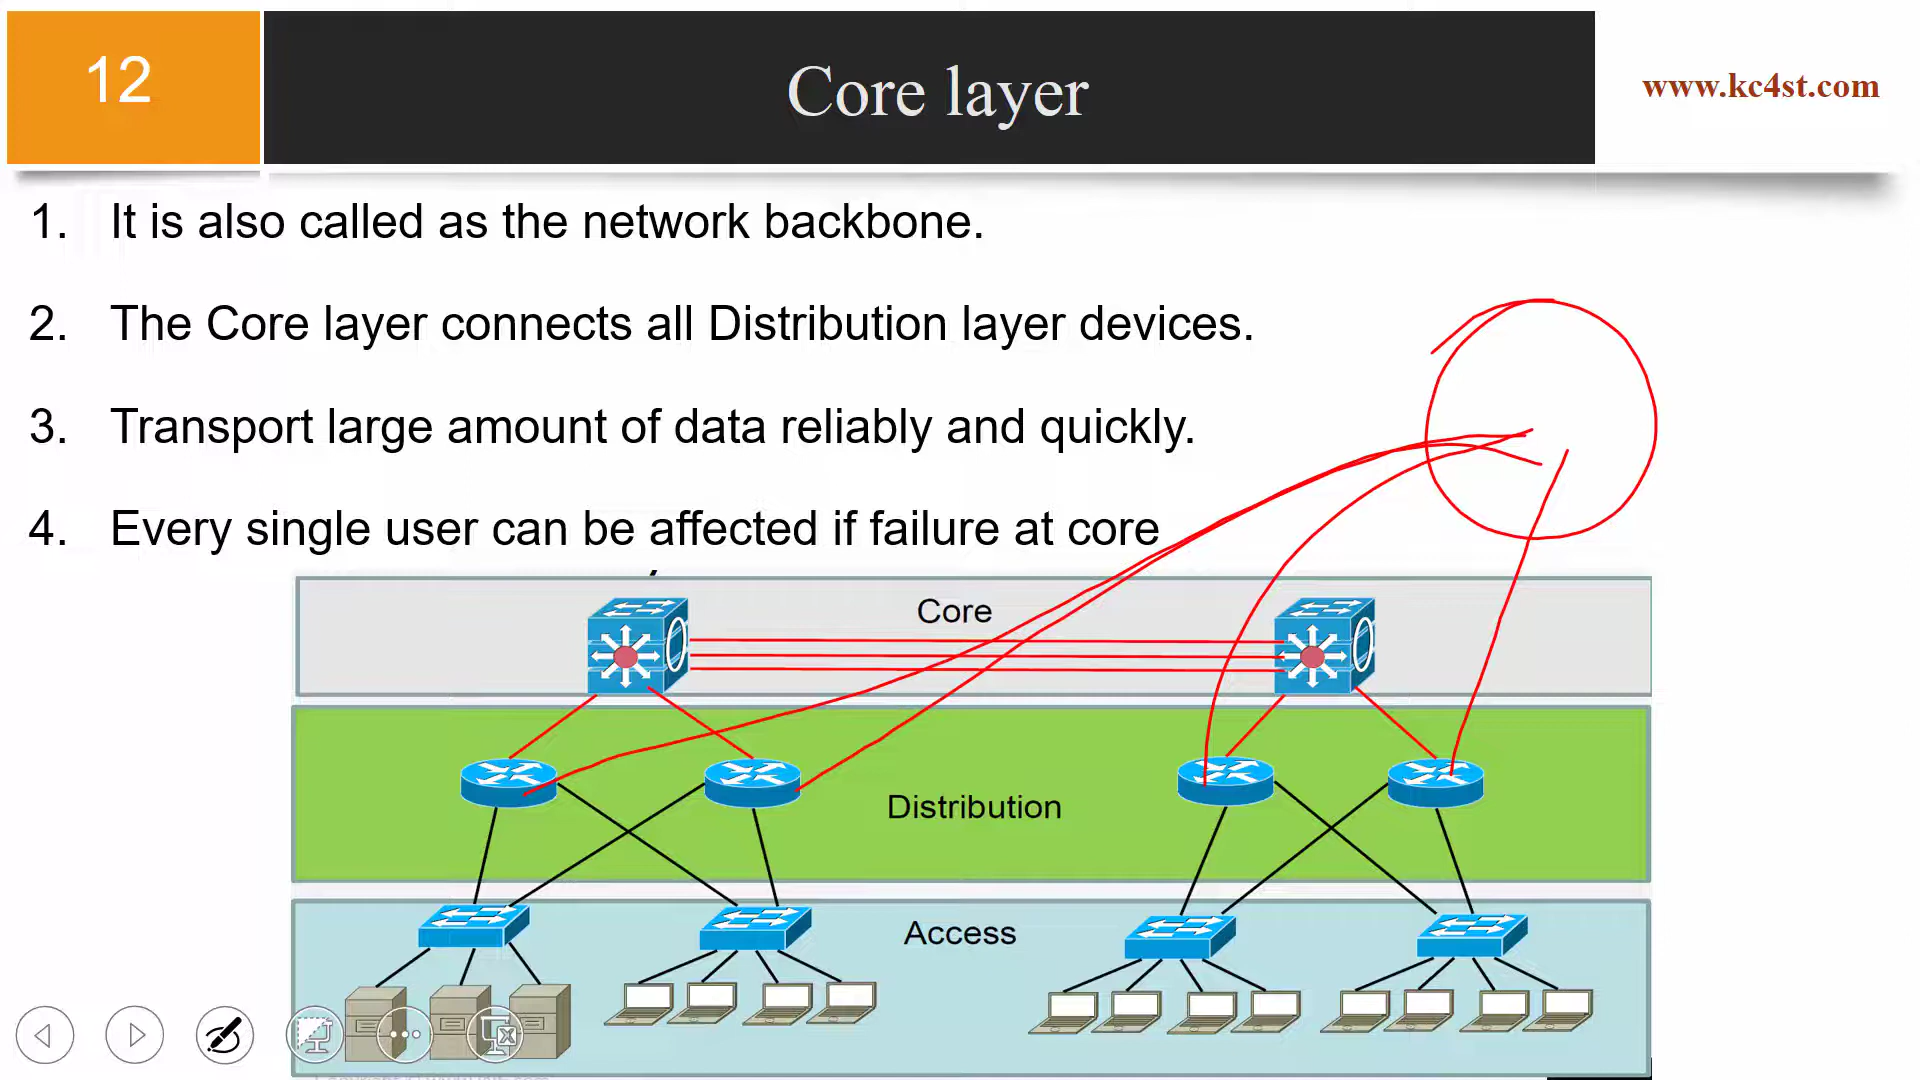 12
Core layer
www.kc4st.com
1. It is also called as the network backbone.
2. The Core layer connects all Distribution layer devices.
3. Transport large amount of data reliably and quickly.
4. Every single user can be affected if failure at core
Core
Distribution
Access